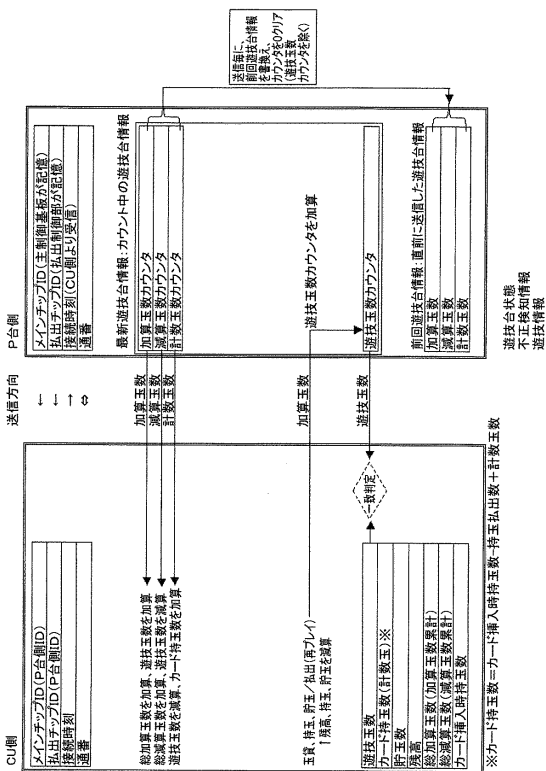 CU側
送信方向
P台側
メインチップID(P台側ID)
払出チップID(P台側ID)
接続時刻
通番
←
←
→
⇔
メインチップID(主制御基板が記憶)
払出チップID(払出制御部が記憶)
接続時刻(CU側より受信)
通番
最新遊技台情報:カウント中の遊技台情報
総加算玉数を加算、遊技玉数を加算
総減算玉数を加算、遊技玉数を減算
遊技玉数を減算、カード持玉数を加算
加算玉数
減算玉数
計数玉数
加算玉数カウンタ
減算玉数カウンタ
計数玉数カウンタ
送信毎に、
前回遊技台情報
を書換え、
カウンタを0クリア
(遊技玉数
カウンタを除く)
玉貸、持玉、貯玉/払出(再プレイ)
↑残高、持玉、貯玉を減算
加算玉数
遊技玉数カウンタを加算
遊技玉数
カード持玉数(計数玉)※
貯玉数
残高
総加算玉数(加算玉数累計)
総減算玉数(減算玉数累計)
カード挿入時持玉数
一致判定
遊技玉数
遊技玉数カウンタ
前回遊技台情報:直前に送信した遊技台情報
加算玉数
減算玉数
計数玉数
遊技台状態
不正検知情報
遊技情報
※カード持玉数=カード挿入時持玉数-持玉払出数+計数玉数